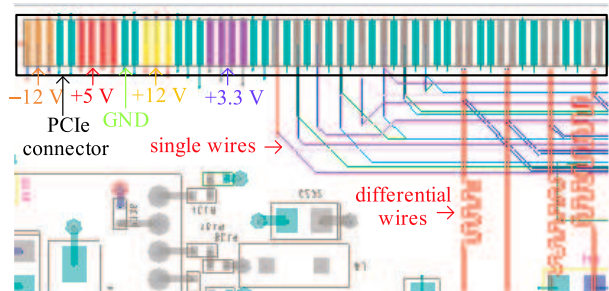 −12 V +5 V +12 V +3.3 V
GND
PCIe
connector
single wires
differential
wires